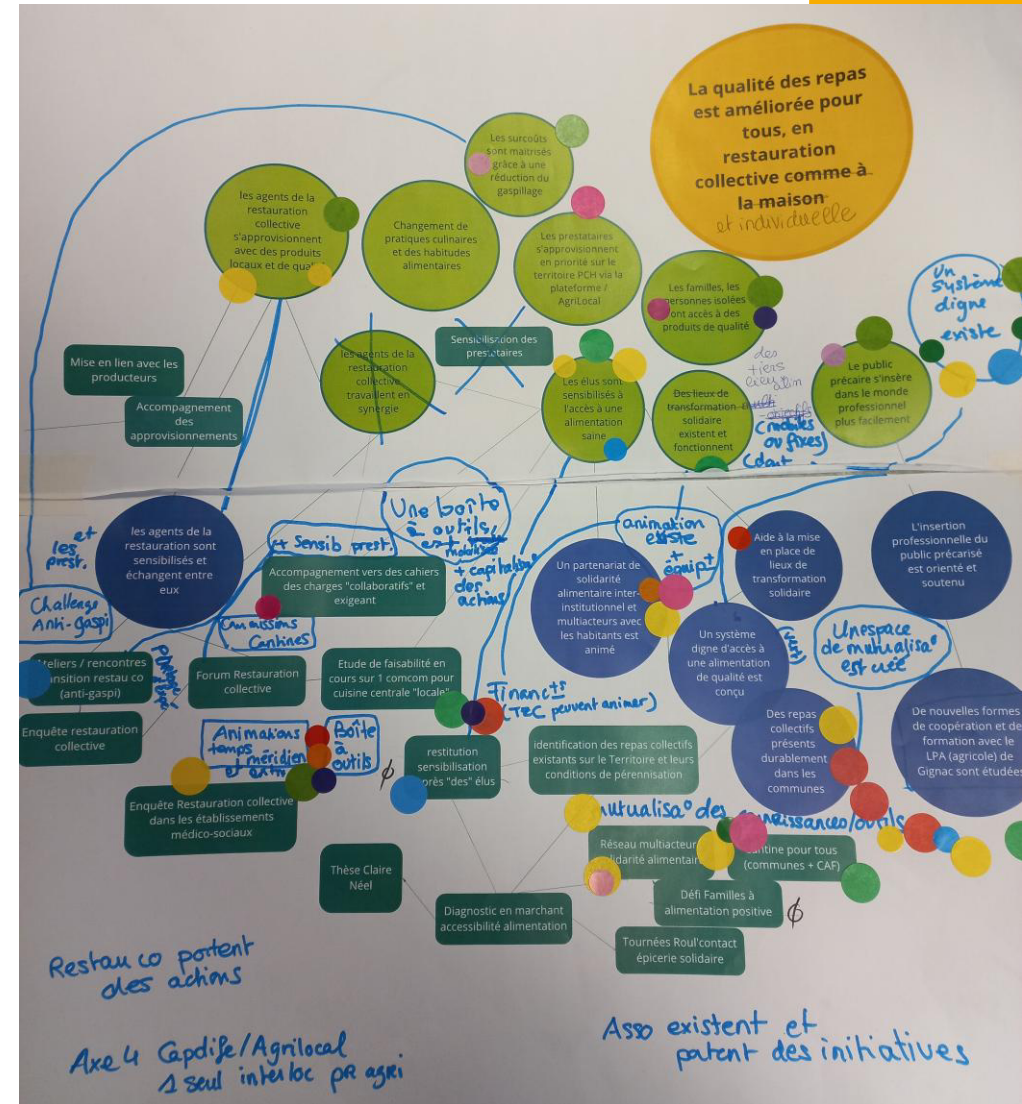 La qualité des repas
est améliorée pour
tous, en
restauration
collective comme à
la maison
et individuelle
Les surcoûts
sont maitrisés
grâce à une
réduction du
gaspillage
les agents de la
restauration
collective
s'approvisionnent
avec des produits
locaux et de
Changement de
pratiques culinaires
et des habitudes
alimentaires
Les prestataires
s'approvisionnent
en priorité sur le
territoire PCH via la
plateforme /
AgriLocal
Les familles, les
personnes isolées
ont accès à des
produits de qualité
Un
système
digne
existe
Mise en lien avec les
producteurs
Accompagnement
des
approvisionnements
les agents de la
restauration
collective
travaillent en
synergie
Sensibilisation des
prestataires
Les élus sont
sensibilisés à
l'accès à une
alimentation
saine
Des lieux de
transformation
solidaire
existent et
fonctionnent
des
tiers
lieux
(mobiles
ou fixes)
(dont
Le public
précaire s'insère
dans le monde
professionnel
plus facilement
et
les
prest.
les agents de la
restauration sont
sensibilisés et
échangent entre
eux
Challenge
Anti-gaspi
++ Sensib prest.
Une boîte
à outils
est
+ capitalisa°
des
actions
Accompagnement vers des cahiers
des charges "collaboratifs" et
exigeant
Commissions
Cantines
animation
existe
+
équipt
Un partenariat de
solidarité
alimentaire inter-
institutionnel et
multiacteurs avec
les habitants est
animé
Aide à la mise
en place de
lieux de
transformation
solidaire
L'insertion
professionnelle du
public précarisé
est orienté et
soutenu
Un système
digne d'accès à
une alimentation
de qualité est
conçu
Un espace
de mutualisa°
est créé
Ateliers / rencontres
transition restau co
(anti-gaspi)
Forum Restauration
collective
Etude de faisabilité en
cours sur 1 comcom pour
cuisine centrale "locale"
Financts
(TEC peuvent animer)
Enquête restauration
collective
Animations
temps
méridien
et extra
Boîte
à
outils
restitution
sensibilisation
après "des" élus
identification des repas collectifs
existants sur le Territoire et leurs
conditions de pérennisation
Des repas
collectifs
présents
durablement
dans les
communes
De nouvelles formes
de coopération et de
formation avec le
LPA (agricole) de
Gignac sont étudiées
Enquête Restauration collective
dans les établissements
médico-sociaux
mutualisa° des connaissances/outils
Réseau multiacteur
solidarité alimentaire
Cantine pour tous
(communes + CAF)
Thèse Claire
Néel
Diagnostic en marchant
accessibilité alimentation
Défi Familles à
alimentation positive
Tournées Roul'contact
épicerie solidaire
Restau co portent
des actions
Axe 4 Capdife/Agrilocal
1 seul interloc pr agri
Asso existent et
portent des initiatives